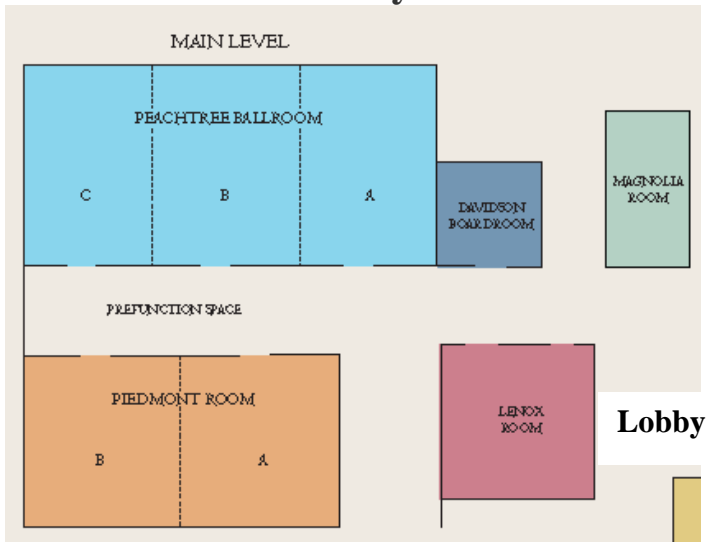 MAIN LEVEL
PEACHTREE BALLROOM
C
B
A
DAVIDSON
BOARDROOM
MAGNOLIA
ROOM
PREFUNCTION SPACE
PIEDMONT ROOM
B
A
LENOX
ROOM
Lobby